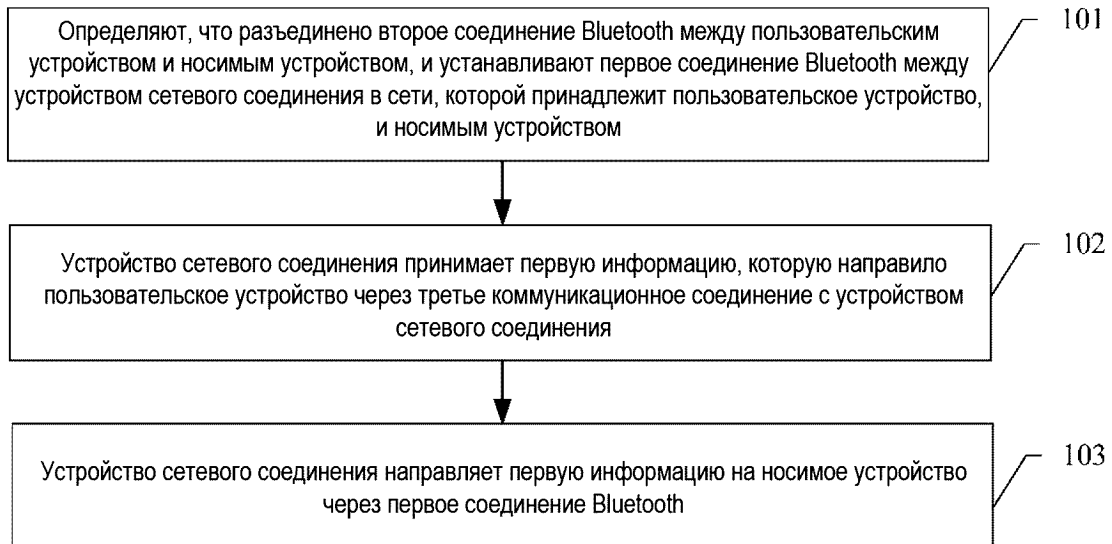 Определяют, что разъединено второе соединение Bluetooth между пользовательским
устройством и носимым устройством, и устанавливают первое соединение Bluetooth между
устройством сетевого соединения в сети, которой принадлежит пользовательское устройство,
и носимым устройством
101
Устройство сетевого соединения принимает первую информацию, которую направило
пользовательское устройство через третье коммуникационное соединение с устройством
сетевого соединения
102
Устройство сетевого соединения направляет первую информацию на носимое устройство
через первое соединение Bluetooth
103